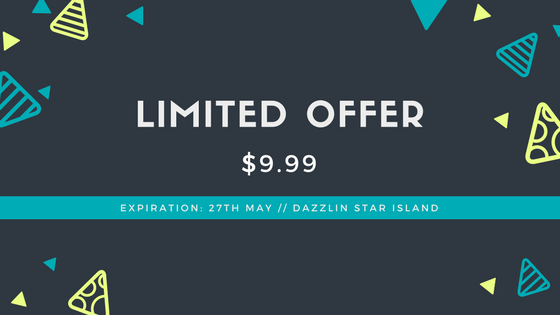 LIMITED OFFER
$9.99
EXPIRATION: 27TH MAY // DAZZLIN STAR ISLAND